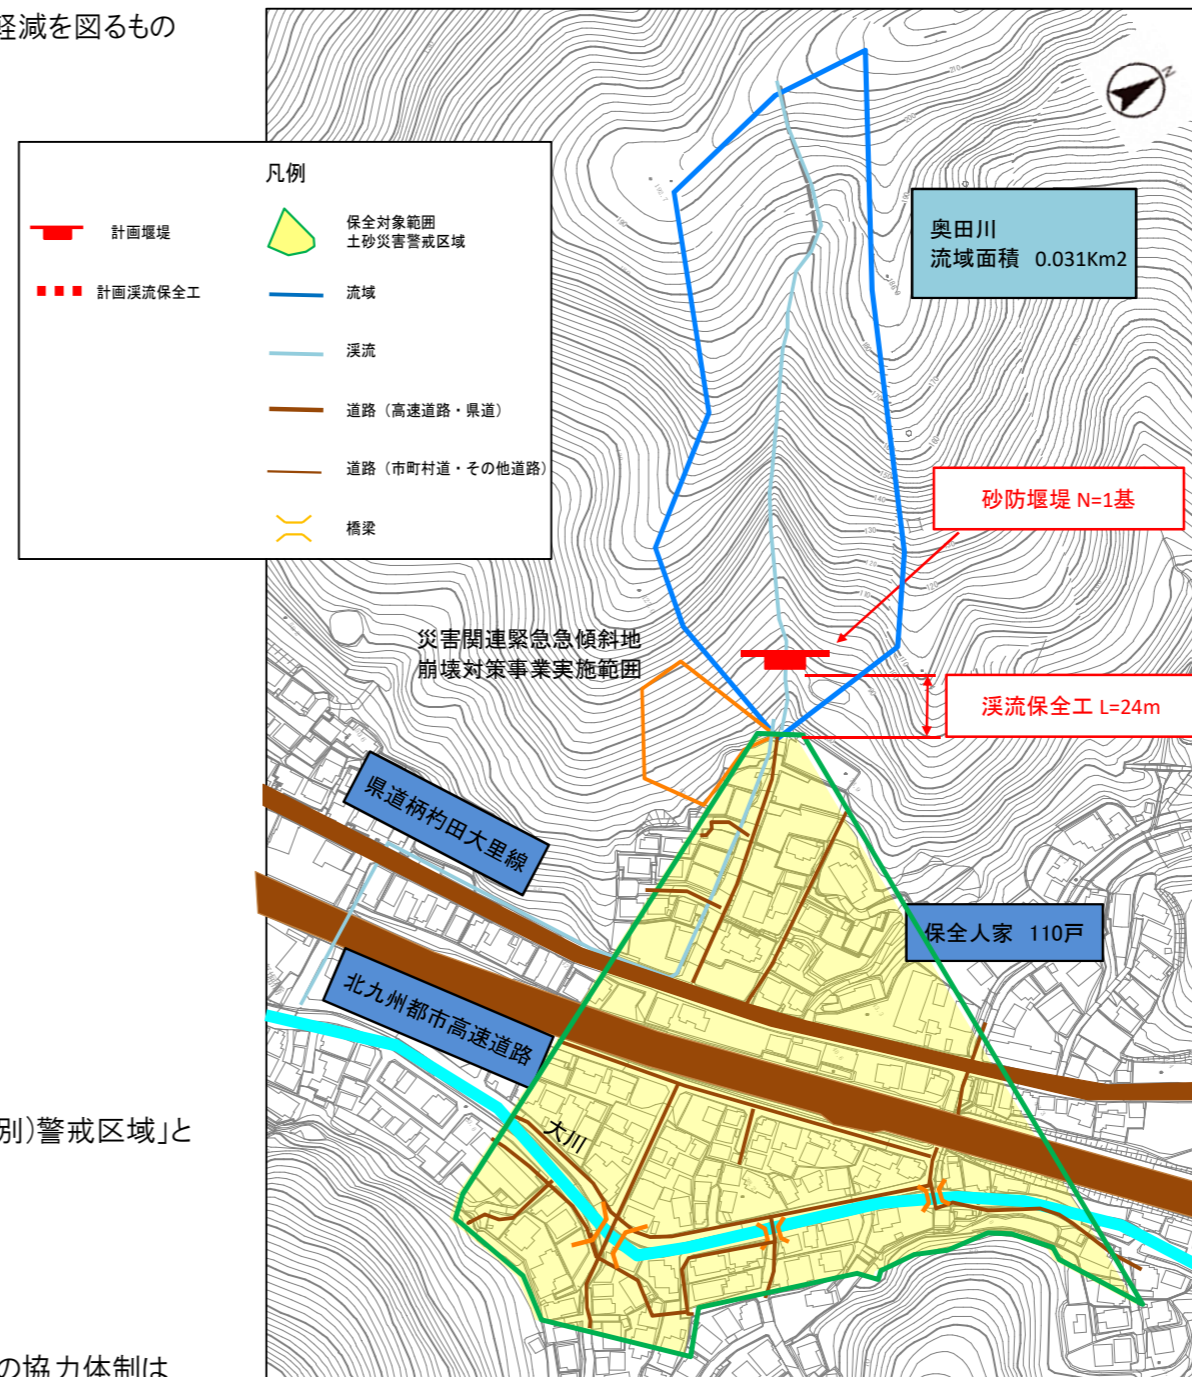 軽減を図るもの
凡例
計画堰堤
計画渓流保全工
保全対象範囲
土砂災害警戒区域
流域
渓流
道路（高速道路・県道）
道路（市町村道・その他道路）
橋梁
N
奥田川
流域面積 0.031Km2
砂防堰堤 N=1基
災害関連緊急急傾斜地
崩壊対策事業実施範囲
渓流保全工 L=24m
県道柄杓田大里線
保全人家 110戸
北九州都市高速道路
大川
別)警戒区域」と
の協力体制は